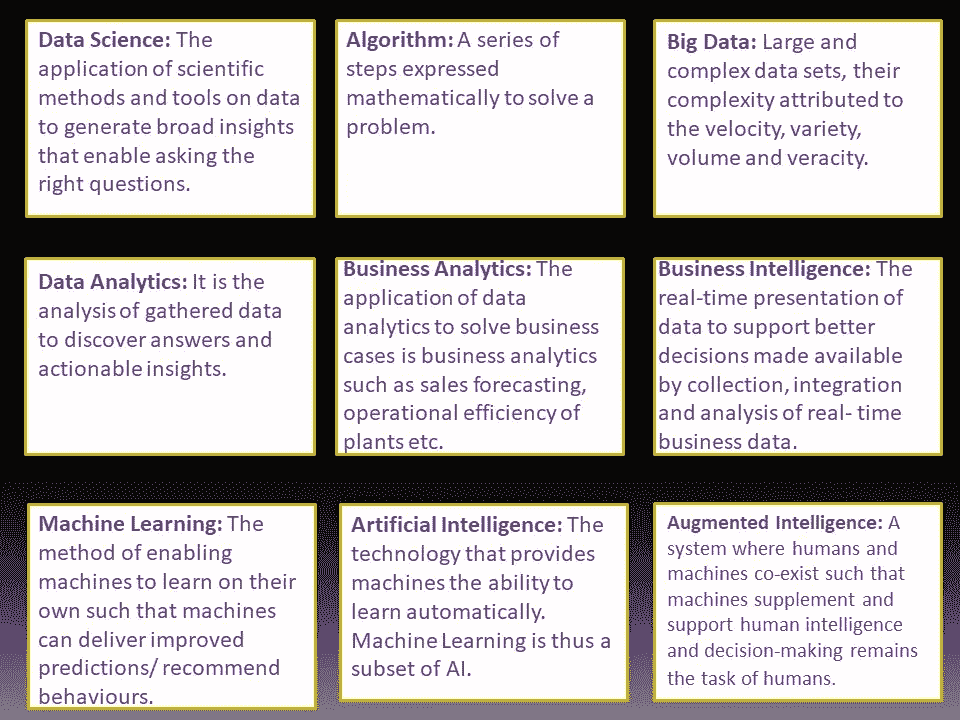 Data Science: The
application of scientific
methods and tools on data
to generate broad insights
that enable asking the
right questions.
Algorithm: A series of
steps expressed
mathematically to solve a
problem.
Big Data: Large and
complex data sets, their
complexity attributed to
the velocity, variety,
volume and veracity.
Data Analytics: It is the
analysis of gathered data
to discover answers and
actionable insights.
Business Analytics: The
application of data
analytics to solve business
cases is business analytics
such as sales forecasting,
operational efficiency of
plants etc.
Business Intelligence: The
real-time presentation of
data to support better
decisions made available
by collection, integration
and analysis of real- time
business data.
Machine Learning: The
method of enabling
machines to learn on their
own such that machines
can deliver improved
predictions/ recommend
behaviours.
Artificial Intelligence: The
technology that provides
machines the ability to
learn automatically.
Machine Learning is thus a
subset of AI.
Augmented Intelligence: A
system where humans and
machines co-exist such that
machines supplement and
support human intelligence
and decision-making remains
the task of humans.